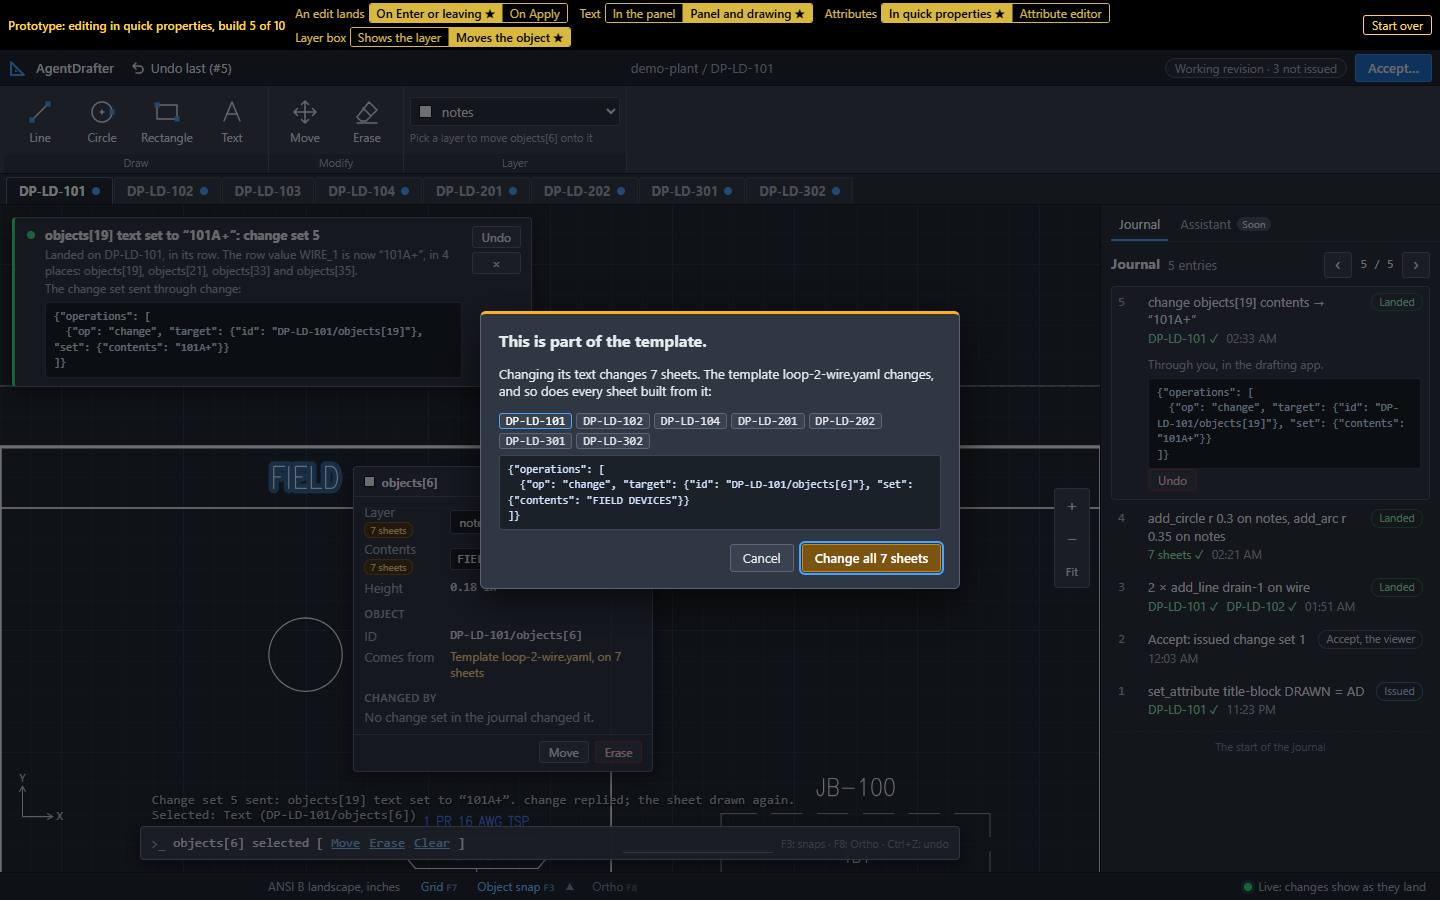 Prototype: editing in quick properties, build 5 of 10
An edit lands On Enter or leaving ★ On Apply Text In the panel Panel and drawing ★ Attributes In quick properties ★ Attribute editor
Layer box Shows the layer Moves the object ★
Start over
AgentDrafter Undo last (#5)
demo-plant / DP-LD-101
Working revision · 3 not issued Accept...
Line Circle Rectangle Text Move Erase
Draw Modify
notes
Pick a layer to move objects[6] onto it
Layer
DP-LD-101 DP-LD-102 DP-LD-103 DP-LD-104 DP-LD-201 DP-LD-202 DP-LD-301 DP-LD-302
objects[19] text set to “101A+”: change set 5
Landed on DP-LD-101, in its row. The row value WIRE_1 is now “101A+”, in 4
places: objects[19], objects[21], objects[33] and objects[35].
The change set sent through change:
{"operations": [
{"op": "change", "target": {"id": "DP-LD-101/objects[19]"},
"set": {"contents": "101A+"}}
]}
Undo
×
This is part of the template.
Changing its text changes 7 sheets. The template loop-2-wire.yaml changes,
and so does every sheet built from it:
DP-LD-101 DP-LD-102 DP-LD-104 DP-LD-201 DP-LD-202
DP-LD-301 DP-LD-302
{"operations": [
{"op": "change", "target": {"id": "DP-LD-101/objects[6]"}, "set":
{"contents": "FIELD DEVICES"}}
]}
Cancel Change all 7 sheets
FIELD
objects[6]
Layer
7 sheets
Contents
7 sheets
Height 0.18
OBJECT
ID DP-LD-101/objects[6]
Comes from Template loop-2-wire.yaml, on 7
sheets
CHANGED BY
No change set in the journal changed it.
Move Erase
+
−
Fit
JB-100
Y
X
Change set 5 sent: objects[19] text set to “101A+”. change replied; the sheet drawn again.
Selected: Text (DP-LD-101/objects[6])
1 PR 16 AWG TSP
>_ objects[6] selected [ Move Erase Clear ]
F3: snaps · F8: Ortho · Ctrl+Z: undo
ANSI B landscape, inches Grid F7 Object snap F3 ▲ Ortho F8
Live: changes show as they land
Journal Assistant Soon
Journal 5 entries ‹ 5 / 5 ›
5 change objects[19] contents → Landed
“101A+”
DP-LD-101 ✓ 02:33 AM
Through you, in the drafting app.
{"operations": [
{"op": "change", "target": {"id": "DP-
LD-101/objects[19]"}, "set": {"contents":
"101A+"}}
]}
Undo
4 add_circle r 0.3 on notes, add_arc r Landed
0.35 on notes
7 sheets ✓ 02:21 AM
3 2 × add_line drain-1 on wire Landed
DP-LD-101 ✓ DP-LD-102 ✓ 01:51 AM
2 Accept: issued change set 1 Accept, the viewer
12:03 AM
1 set_attribute title-block DRAWN = AD Issued
DP-LD-101 ✓ 11:23 PM
The start of the journal